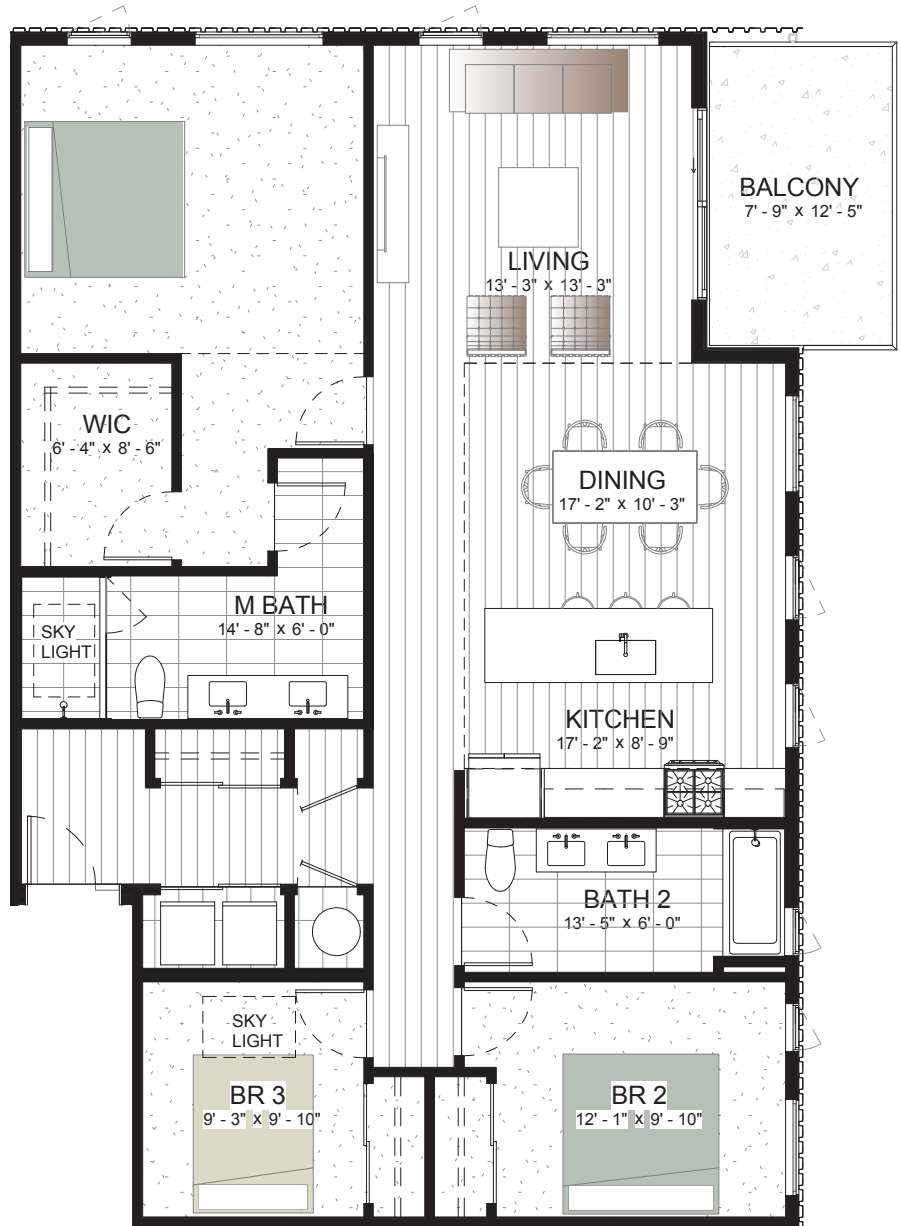 BALCONY
7' - 9" x 12' - 5"
LIVING
13' - 3" x 13' - 3"
WIC
6' - 4" x 8' - 6"
DINING
17' - 2" x 10' - 3"
M BATH
14' - 8" x 6' - 0"
SKY
LIGHT
KITCHEN
17' - 2" x 8' - 9"
BATH 2
13' - 5" x 6' - 0"
SKY
LIGHT
BR 3
9' - 3" x 9' - 10"
BR 2
12' - 1" x 9' - 10"